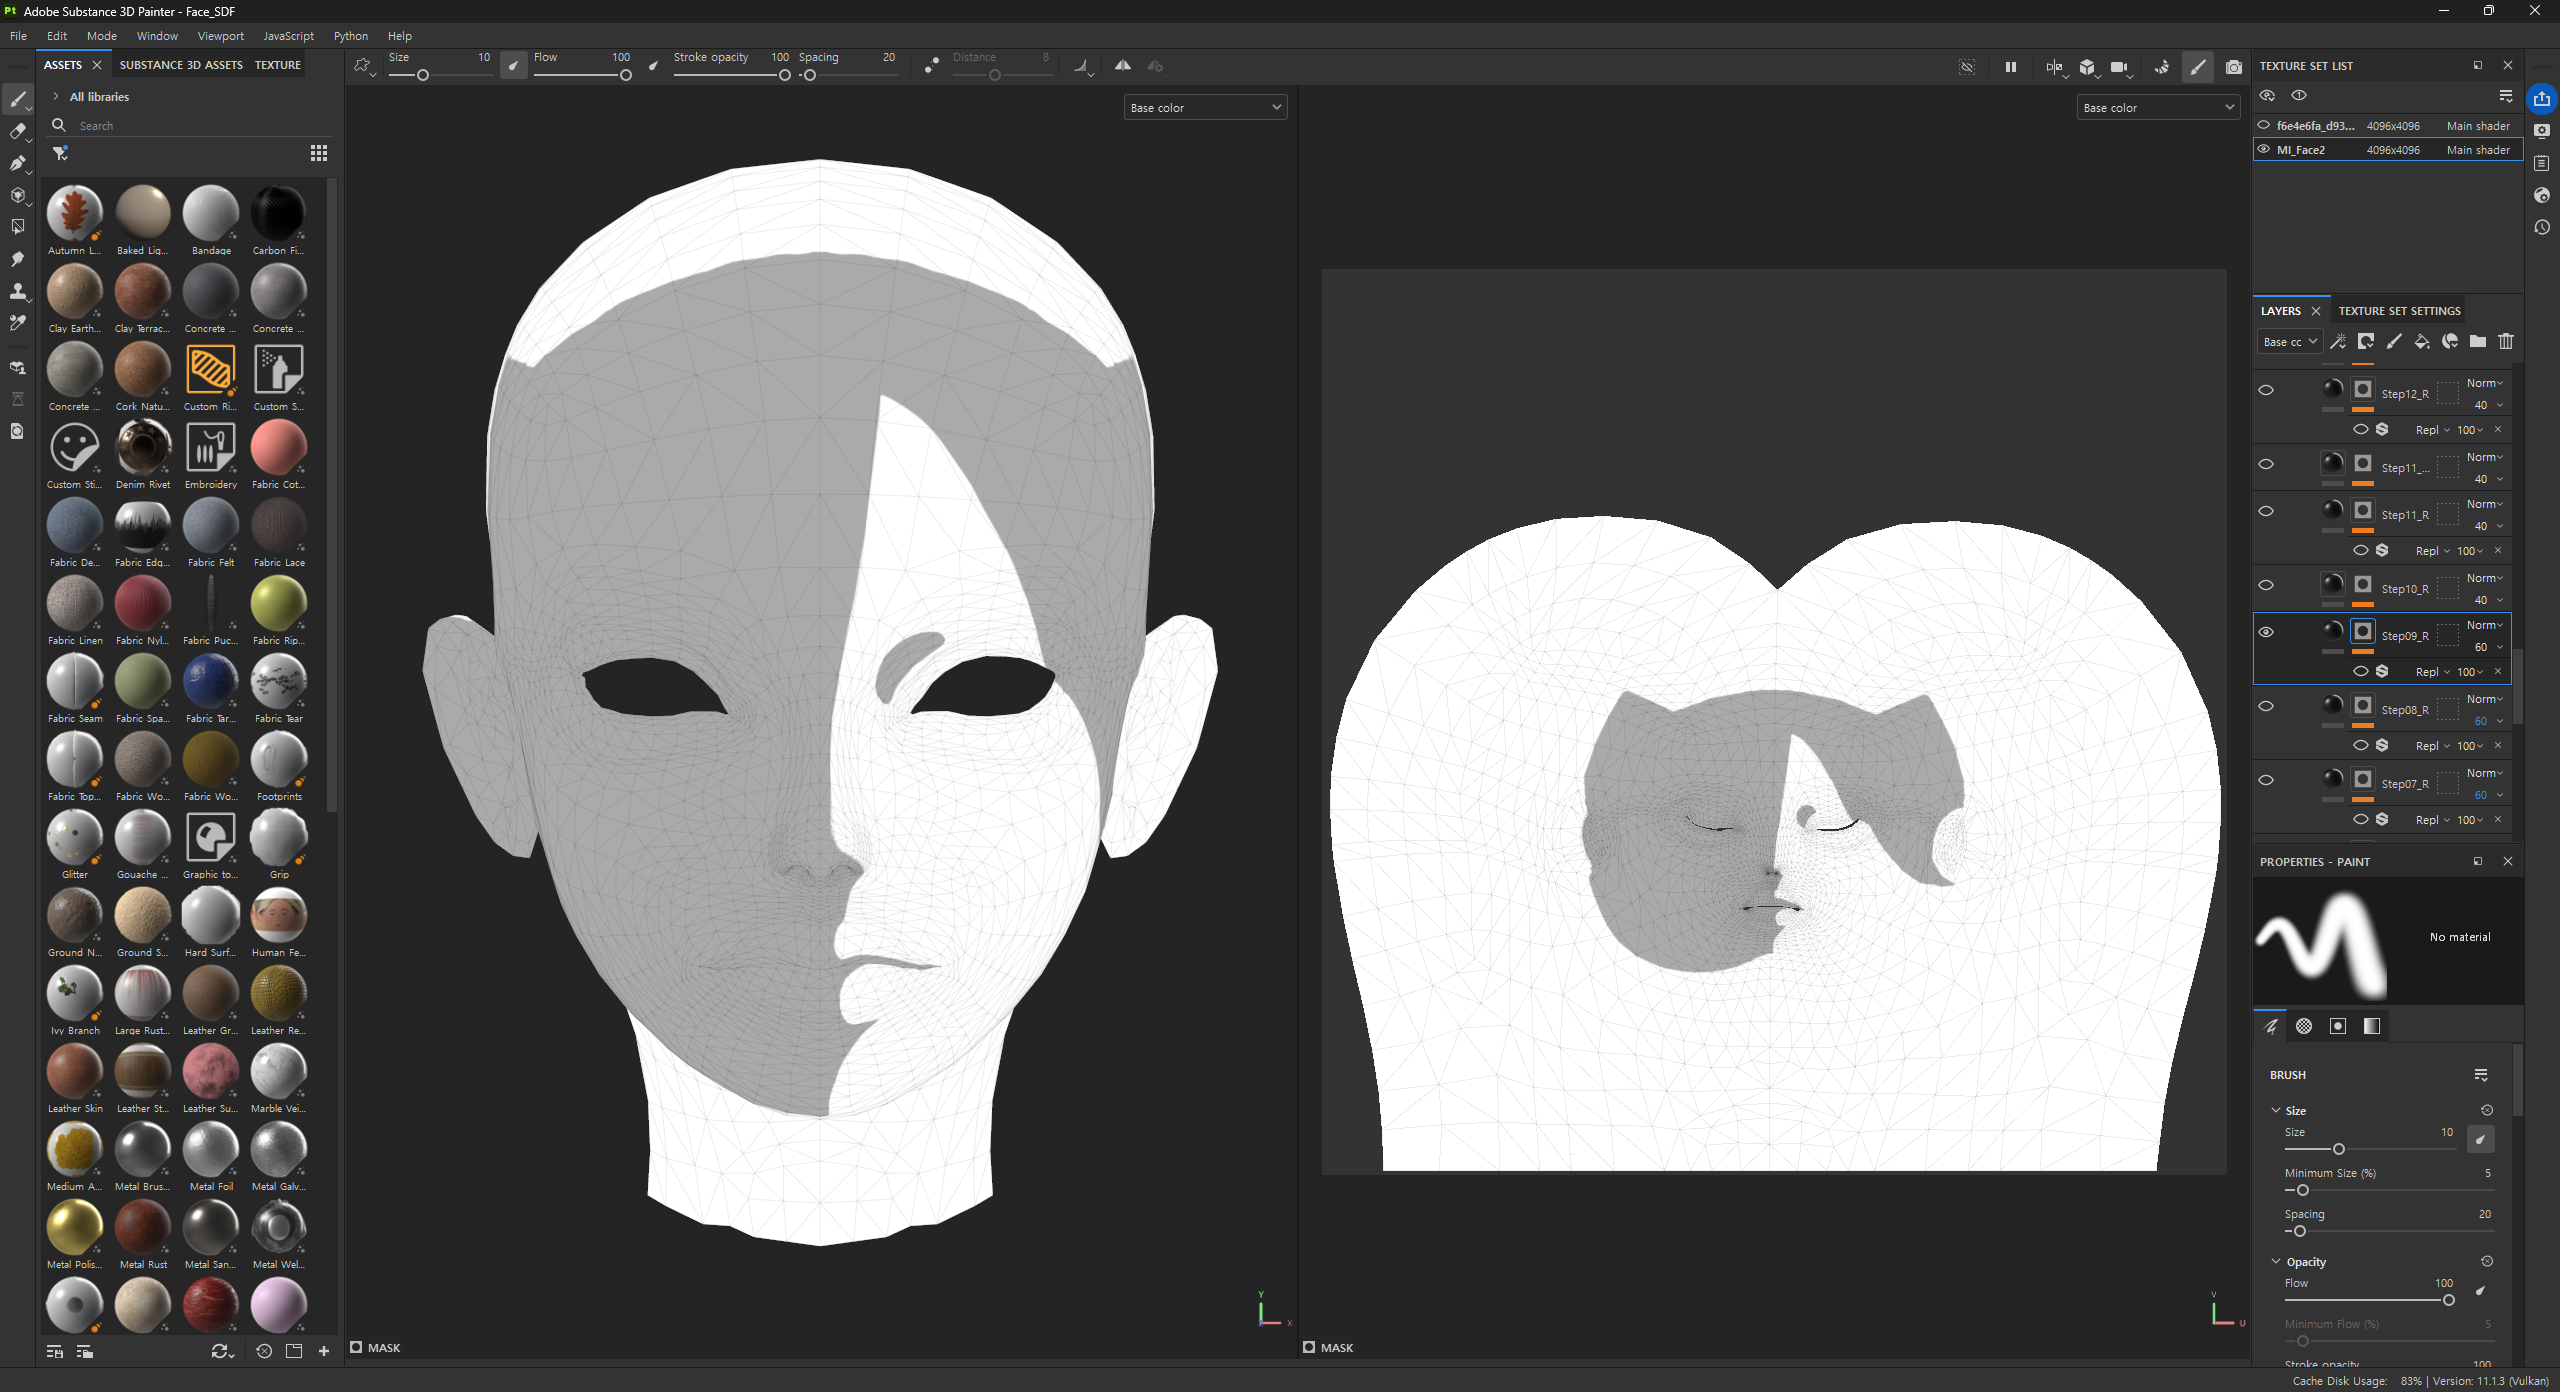 Pt Adobe Substance 3D Painter - Face_SDF
File Edit Mode Window Viewport JavaScript Python Help
ASSETS SUBSTANCE 3D ASSETS TEXTURE
Size 10 Flow 100 Stroke opacity 100 Spacing 20 Distance 8
All libraries
Search
Autumn L... Baked Lig... Bandage Carbon Fi...
Clay Earth... Clay Terrac... Concrete ... Concrete ...
Concrete ... Cork Natu... Custom Ri... Custom S...
Custom Sti... Denim Rivet Embroidery Fabric Cot...
Fabric De... Fabric Edg... Fabric Felt Fabric Lace
Fabric Linen Fabric Nyl... Fabric Puc... Fabric Rip...
Fabric Seam Fabric Spa... Fabric Tar... Fabric Tear
Fabric Top... Fabric Wo... Fabric Wo... Footprints
Glitter Gouache ... Graphic to... Grip
Ground N... Ground S... Hard Surf... Human Fe...
Ivy Branch Large Rust... Leather Gr... Leather Re...
Leather Skin Leather St... Leather Su... Marble Vei...
Medium A... Metal Brus... Metal Foil Metal Galv...
Metal Polis... Metal Rust Metal San... Metal Wel...
Base color
Y
X
MASK
Base color
V
U
MASK
TEXTURE SET LIST
f6e4e6fa_d93... 4096x4096 Main shader
MI_Face2 4096x4096 Main shader
LAYERS TEXTURE SET SETTINGS
Base cc
Step12_R Norm 40
Repl 100
Step11_... Norm 40
Step11_R Norm 40
Repl 100
Step10_R Norm 40
Step09_R Norm 60
Repl 100
Step08_R Norm 60
Repl 100
Step07_R Norm 60
Repl 100
PROPERTIES - PAINT
No material
BRUSH
Size
Size 10
Minimum Size (%) 5
Spacing 20
Opacity
Flow 100
Minimum Flow (%) 5
Stroke opacity 100
Cache Disk Usage: 83% | Version: 11.1.3 (Vulkan)